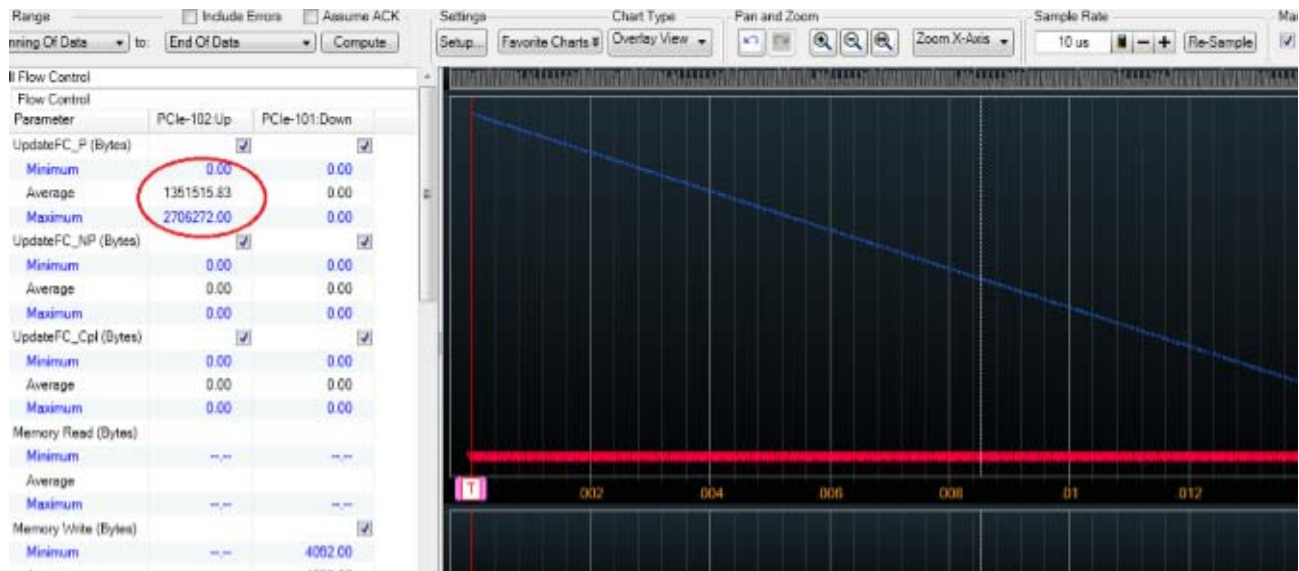 Range Include Errors Assume ACK Settings Chart Type Pan and Zoom Sample Rate
nning Of Data to: End Of Data Compute Setup... Favorite Charts Overlay View Zoom X-Axis 10 us − + Re-Sample
Flow Control
Flow Control
Parameter PCIe-102:Up PCIe-101:Down
UpdateFC_P (Bytes)
Minimum 0.00 0.00
Average 1351515.83 0.00
Maximum 2706272.00 0.00
UpdateFC_NP (Bytes)
Minimum 0.00 0.00
Average 0.00 0.00
Maximum 0.00 0.00
UpdateFC_Cpl (Bytes)
Minimum 0.00 0.00
Average 0.00 0.00
Maximum 0.00 0.00
Memory Read (Bytes)
Minimum --.-- --.--
Average
Maximum --.-- --.--
Memory Write (Bytes)
Minimum --.-- 4092.00
T 002 004 006 008 .01 .012